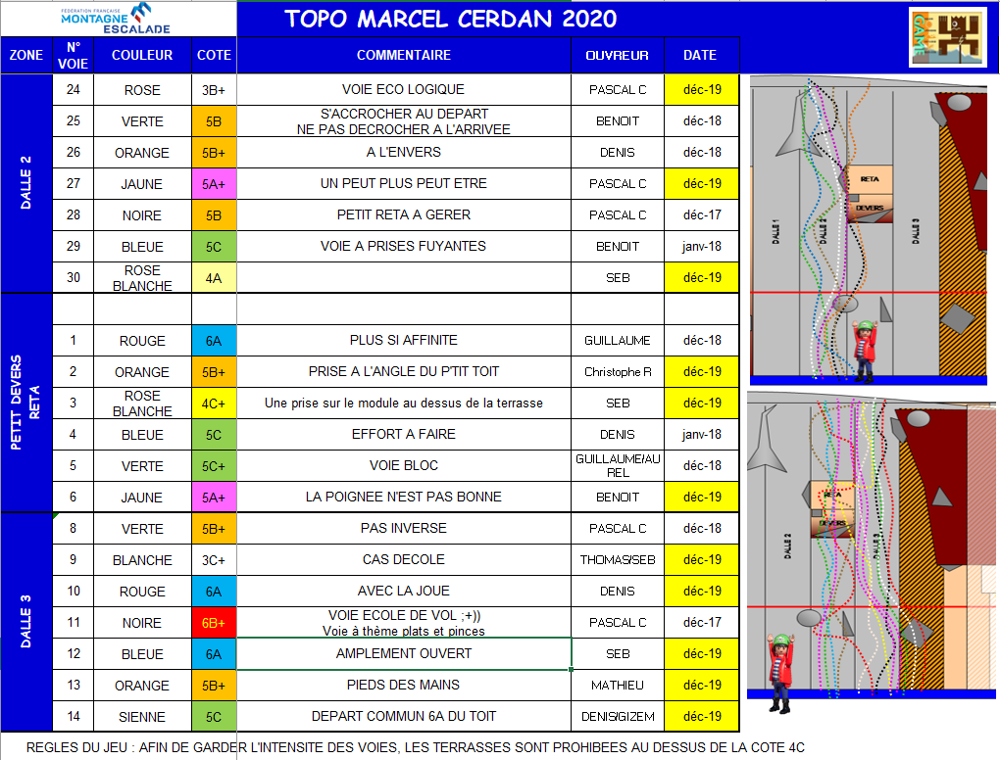 FÉDÉRATION FRANÇAISE
MONTAGNE
ESCALADE
TOPO MARCEL CERDAN 2020
GAME
ZONE N° VOIE COULEUR COTE COMMENTAIRE OUVREUR DATE
DALLE 2
24 ROSE 3B+ VOIE ECO LOGIQUE PASCAL C déc-19
25 VERTE 5B S'ACCROCHER AU DEPART
NE PAS DECROCHER A L'ARRIVEE BENOIT déc-18
26 ORANGE 5B+ A L'ENVERS DENIS déc-18
27 JAUNE 5A+ UN PEUT PLUS PEUT ETRE PASCAL C déc-19
28 NOIRE 5B PETIT RETA A GERER PASCAL C déc-17
29 BLEUE 5C VOIE A PRISES FUYANTES BENOIT janv-18
30 ROSE
BLANCHE 4A SEB déc-19
PETIT DEVERS
RETA
1 ROUGE 6A PLUS SI AFFINITE GUILLAUME déc-18
2 ORANGE 5B+ PRISE A L'ANGLE DU P'TIT TOIT Christophe R déc-19
3 ROSE
BLANCHE 4C+ Une prise sur le module au dessus de la terrasse SEB déc-19
4 BLEUE 5C EFFORT A FAIRE DENIS janv-18
5 VERTE 5C+ VOIE BLOC GUILLAUME/AU
REL déc-18
6 JAUNE 5A+ LA POIGNEE N'EST PAS BONNE BENOIT déc-19
DALLE 3
8 VERTE 5B+ PAS INVERSE PASCAL C déc-18
9 BLANCHE 3C+ CAS DECOLE THOMAS/SEB déc-19
10 ROUGE 6A AVEC LA JOUE DENIS déc-19
11 NOIRE 6B+ VOIE ECOLE DE VOL ;+))
Voie à thème plats et pinces PASCAL C déc-17
12 BLEUE 6A AMPLEMENT OUVERT SEB déc-19
13 ORANGE 5B+ PIEDS DES MAINS MATHIEU déc-19
14 SIENNE 5C DEPART COMMUN 6A DU TOIT DENIS/GIZEM déc-19
REGLES DU JEU : AFIN DE GARDER L'INTENSITE DES VOIES, LES TERRASSES SONT PROHIBEES AU DESSUS DE LA COTE 4C
RETA
DEVERS
DALLE 1
DALLE 2
DALLE 3
RETA
DEVERS
DALLE 2
DALLE 3